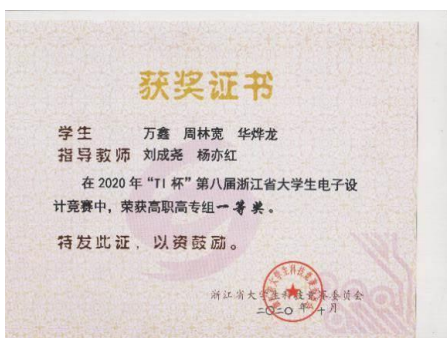 获奖证书
学生 万鑫 周林宽 华烨龙
指导教师 刘成尧 杨亦红
在 2020 年“TI 杯”第八届浙江省大学生电子设
计竞赛中，荣获高职高专组一等奖。
特发此证，以资鼓励。
浙江省大学生科技竞赛委员会
二〇二〇年十月